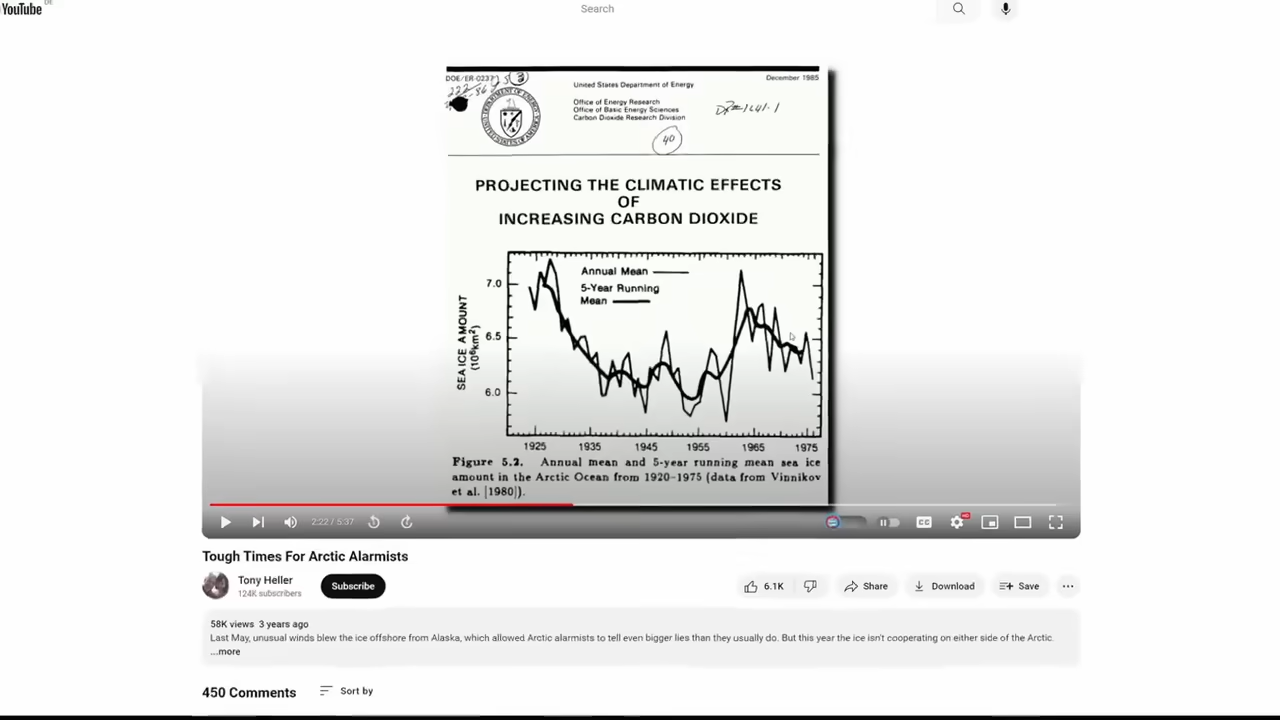 YouTube DE
Search
DOE/ER-0237
United States Department of Energy
December 1985
Office of Energy Research
Office of Basic Energy Sciences
Carbon Dioxide Research Division
40
PROJECTING THE CLIMATIC EFFECTS
OF
INCREASING CARBON DIOXIDE
Annual Mean
5-Year Running
Mean
SEA ICE AMOUNT
(10⁶km²)
7.0
6.5
6.0
1925 1935 1945 1955 1965 1975
Figure 5.2. Annual mean and 5-year running mean sea ice
amount in the Arctic Ocean from 1920-1975 (data from Vinnikov
et al. [1980]).
2:22 / 5:37
CC
HD
Tough Times For Arctic Alarmists
Tony Heller
124K subscribers
Subscribe
6.1K
Share
Download
Save
58K views 3 years ago
Last May, unusual winds blew the ice offshore from Alaska, which allowed Arctic alarmists to tell even bigger lies than they usually do. But this year the ice isn't cooperating on either side of the Arctic.
...more
450 Comments
Sort by